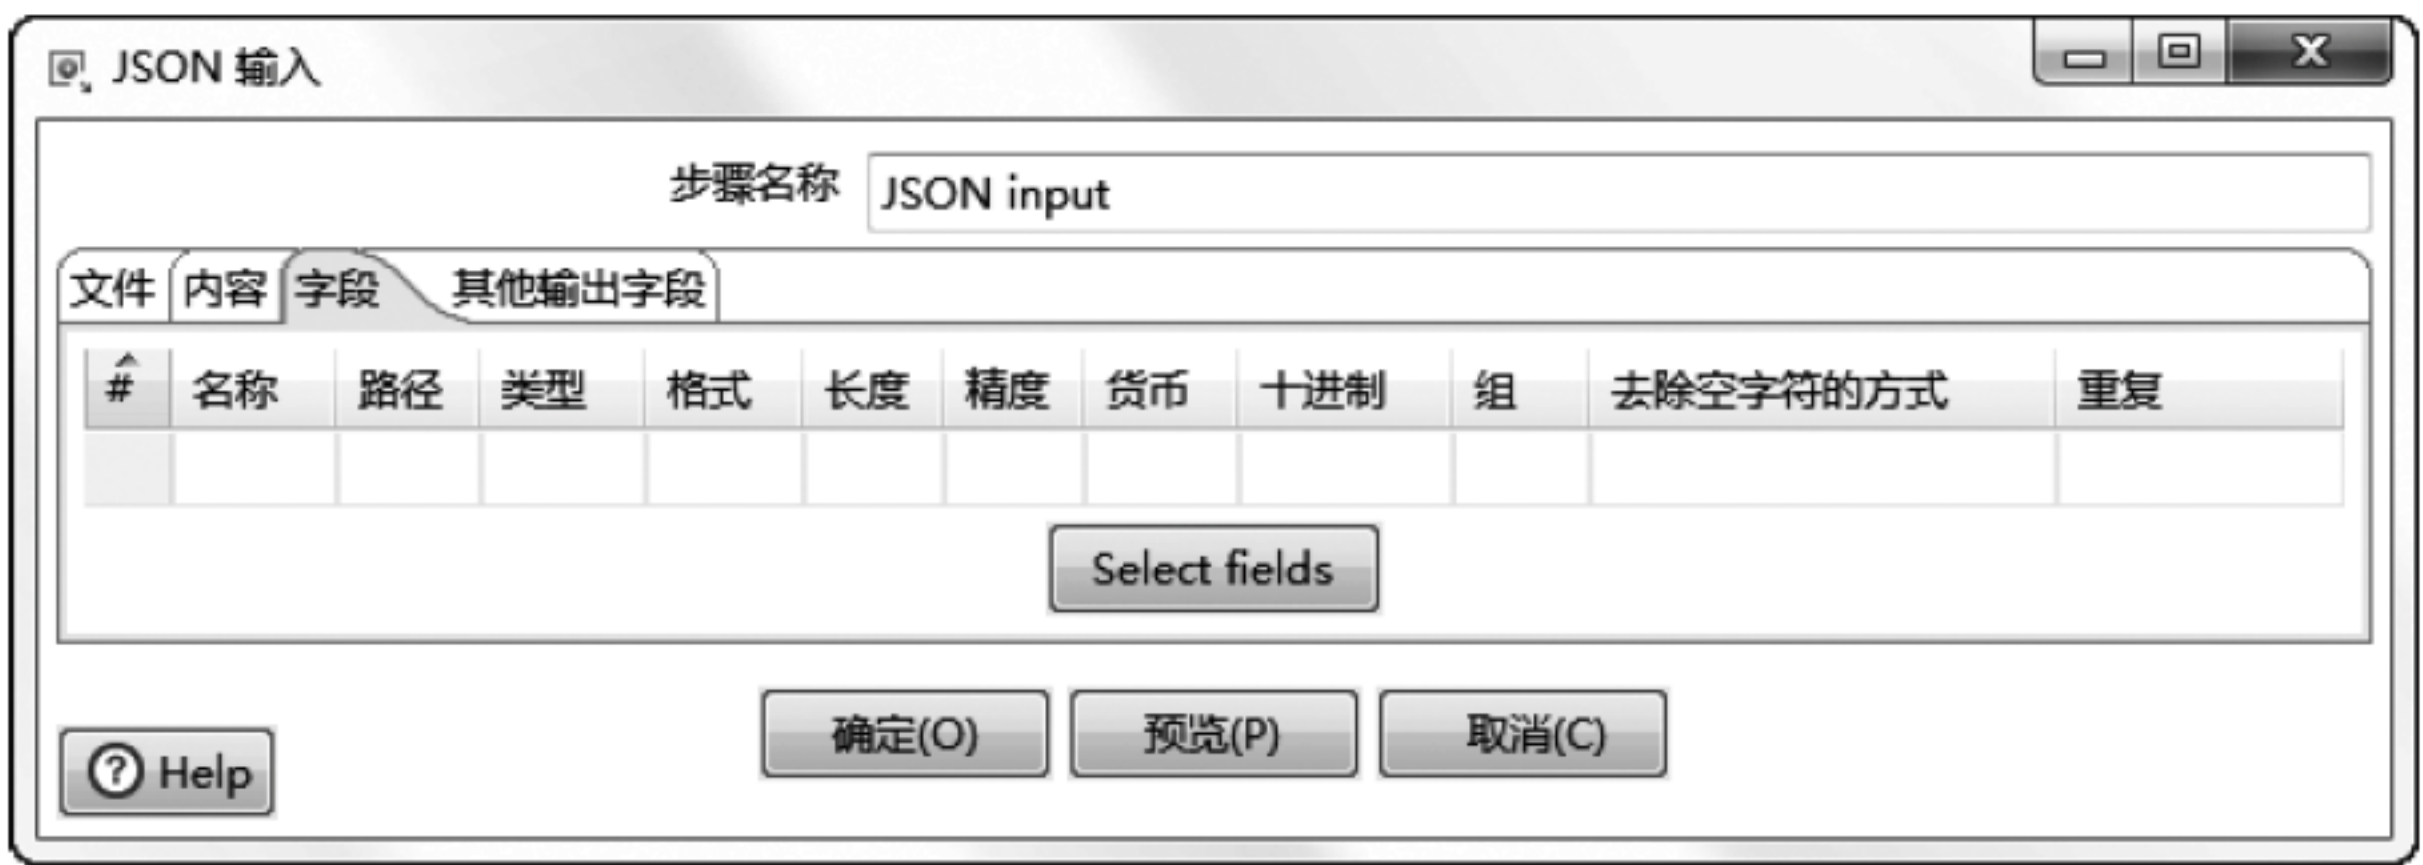 JSON 输入
步骤名称 JSON input
文件 内容 字段 其他输出字段
# 名称 路径 类型 格式 长度 精度 货币 十进制 组 去除空字符的方式 重复
Select fields
确定(O) 预览(P) 取消(C)
Help